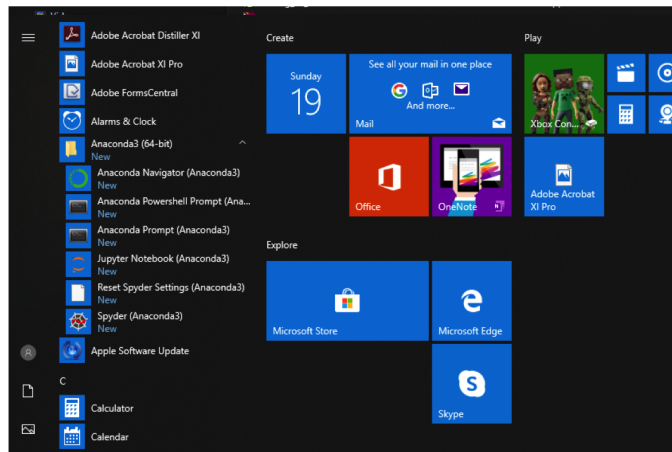 Adobe Acrobat Distiller XI
Adobe Acrobat XI Pro
Adobe FormsCentral
Alarms & Clock
Anaconda3 (64-bit)
New
Anaconda Navigator (Anaconda3)
New
Anaconda Powershell Prompt (Ana...
New
Anaconda Prompt (Anaconda3)
New
Jupyter Notebook (Anaconda3)
New
Reset Spyder Settings (Anaconda3)
New
Spyder (Anaconda3)
New
Apple Software Update
C
Calculator
Calendar
Create
Sunday
19
See all your mail in one place
And more...
Mail
Office
OneNote
Explore
Microsoft Store
Microsoft Edge
Skype
Play
Xbox Con...
Adobe Acrobat
XI Pro